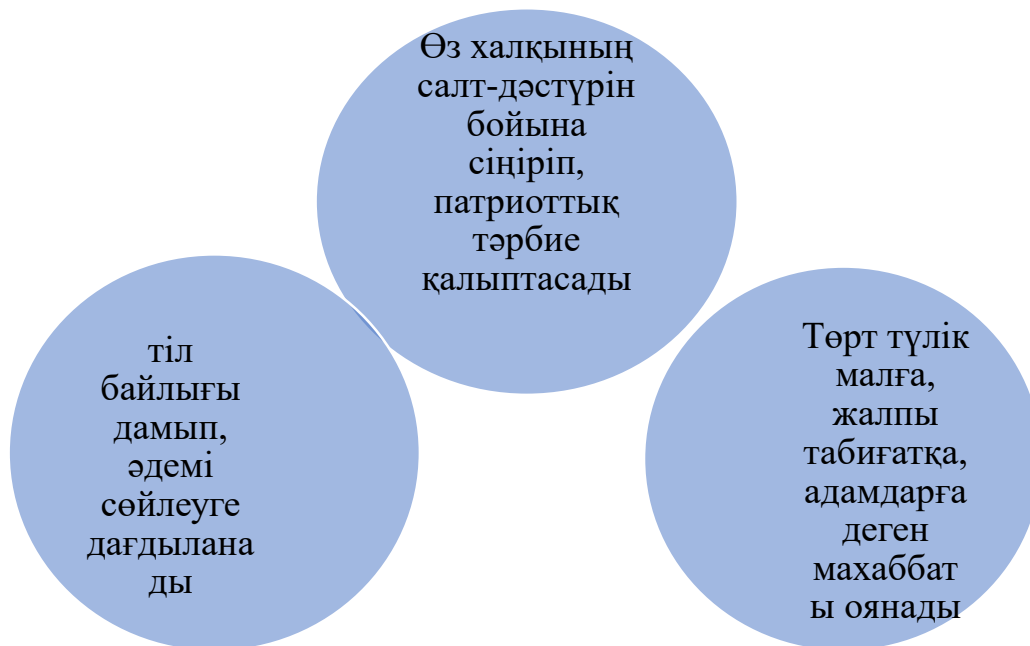 Өз халқының
салт-дәстүрін
бойына
сіңіріп,
патриоттық
тәрбие
қалыптасады
тіл
байлығы
дамып,
әдемі
сөйлеуге
дағдылана
ды
Төрт түлік
малға,
жалпы
табиғатқа,
адамдарға
деген
махаббат
ы оянады